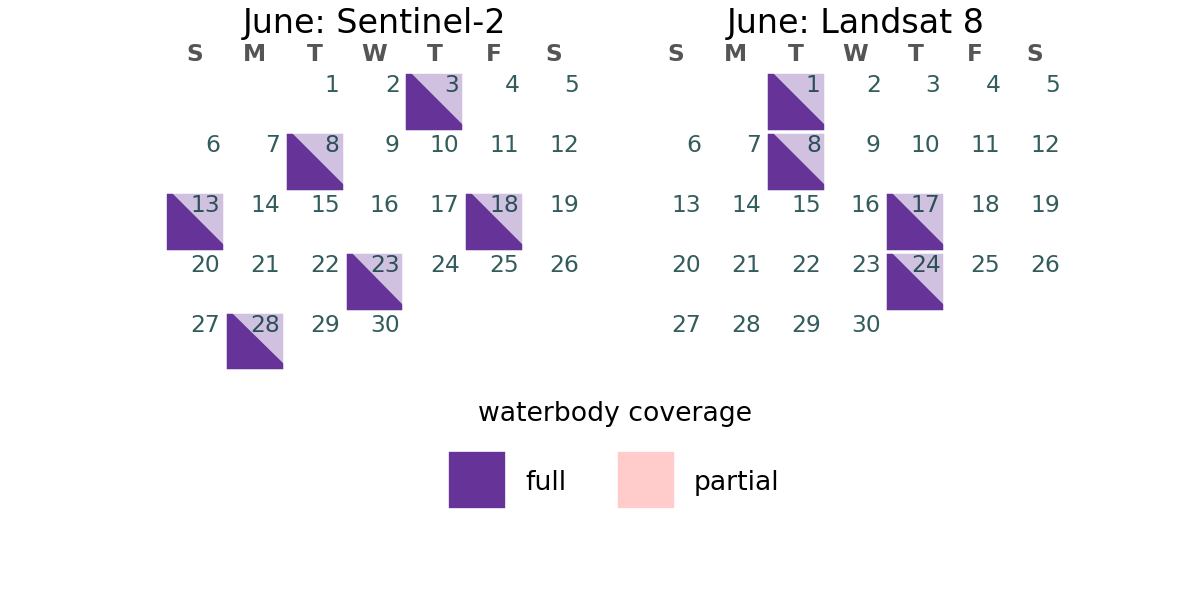 June: Sentinel-2
S M T W T F S
1 2 3 4 5
6 7 8 9 10 11 12
13 14 15 16 17 18 19
20 21 22 23 24 25 26
27 28 29 30
June: Landsat 8
S M T W T F S
1 2 3 4 5
6 7 8 9 10 11 12
13 14 15 16 17 18 19
20 21 22 23 24 25 26
27 28 29 30
waterbody coverage
full partial